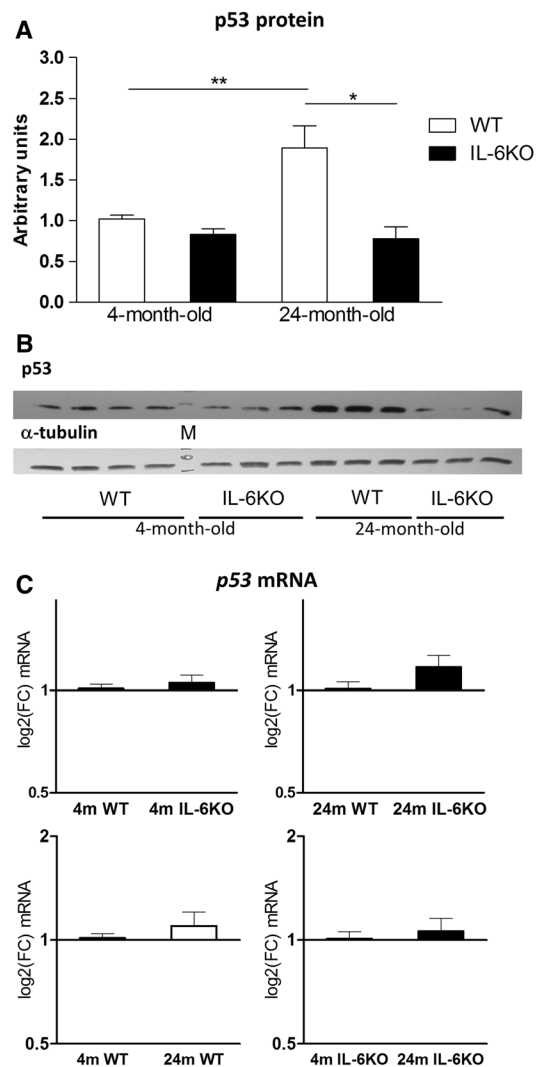 A
p53 protein
3.0
2.5
2.0
1.5
1.0
0.5
0.0
Arbitrary units
**
*
WT
IL-6KO
4-month-old
24-month-old
B
p53
α-tubulin
M
WT
IL-6KO
WT
IL-6KO
4-month-old
24-month-old
C
p53 mRNA
log2(FC) mRNA
1
0.5
4m WT
4m IL-6KO
log2(FC) mRNA
1
0.5
24m WT
24m IL-6KO
log2(FC) mRNA
2
1
0.5
4m WT
24m WT
log2(FC) mRNA
2
1
0.5
4m IL-6KO
24m IL-6KO